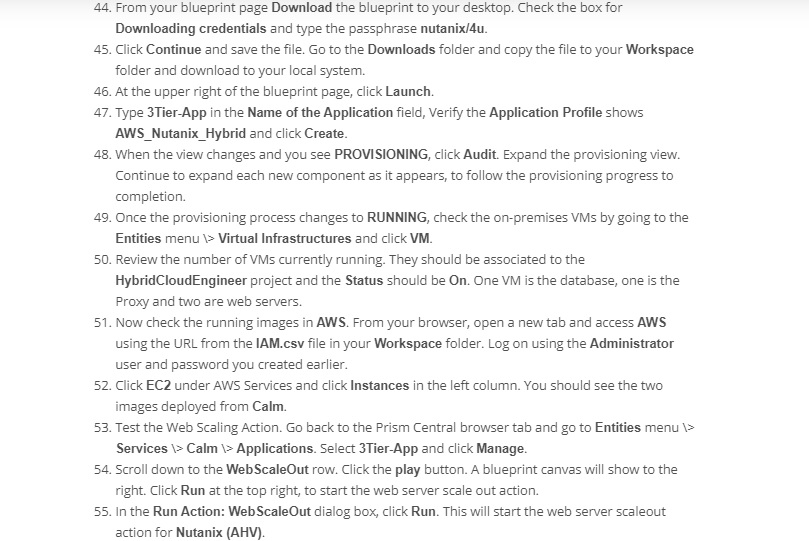 44. From your blueprint page Download the blueprint to your desktop. Check the box for
Downloading credentials and type the passphrase nutanix/4u.
45. Click Continue and save the file. Go to the Downloads folder and copy the file to your Workspace
folder and download to your local system.
46. At the upper right of the blueprint page, click Launch.
47. Type 3Tier-App in the Name of the Application field, Verify the Application Profile shows
AWS_Nutanix_Hybrid and click Create.
48. When the view changes and you see PROVISIONING, click Audit. Expand the provisioning view.
Continue to expand each new component as it appears, to follow the provisioning progress to
completion.
49. Once the provisioning process changes to RUNNING, check the on-premises VMs by going to the
Entities menu \> Virtual Infrastructures and click VM.
50. Review the number of VMs currently running. They should be associated to the
HybridCloudEngineer project and the Status should be On. One VM is the database, one is the
Proxy and two are web servers.
51. Now check the running images in AWS. From your browser, open a new tab and access AWS
using the URL from the IAM.csv file in your Workspace folder. Log on using the Administrator
user and password you created earlier.
52. Click EC2 under AWS Services and click Instances in the left column. You should see the two
images deployed from Calm.
53. Test the Web Scaling Action. Go back to the Prism Central browser tab and go to Entities menu \>
Services \> Calm \> Applications. Select 3Tier-App and click Manage.
54. Scroll down to the WebScaleOut row. Click the play button. A blueprint canvas will show to the
right. Click Run at the top right, to start the web server scale out action.
55. In the Run Action: WebScaleOut dialog box, click Run. This will start the web server scaleout
action for Nutanix (AHV).